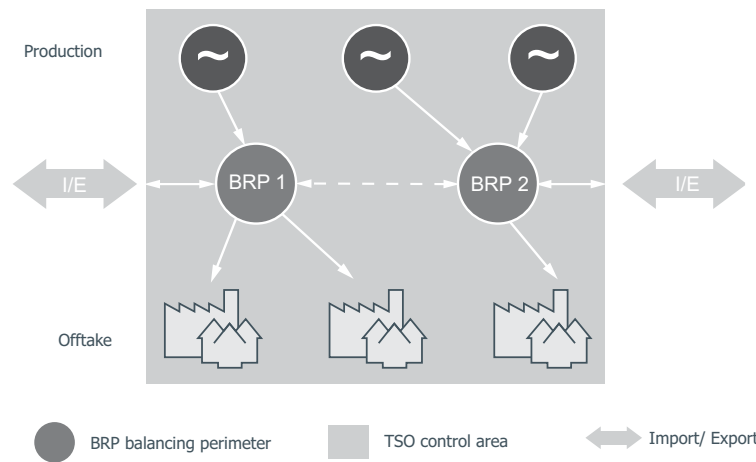 Production
~ ~ ~
I/E BRP 1 BRP 2 I/E
Offtake
BRP balancing perimeter TSO control area Import/ Export